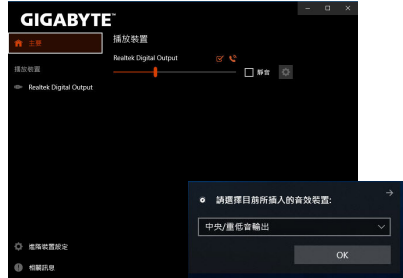 GIGABYTE™
主要
播放裝置
Realtek Digital Output
播放裝置
Realtek Digital Output
靜音
進階裝置設定
相關訊息
請選擇目前所插入的音效裝置:
中央/重低音輸出
OK